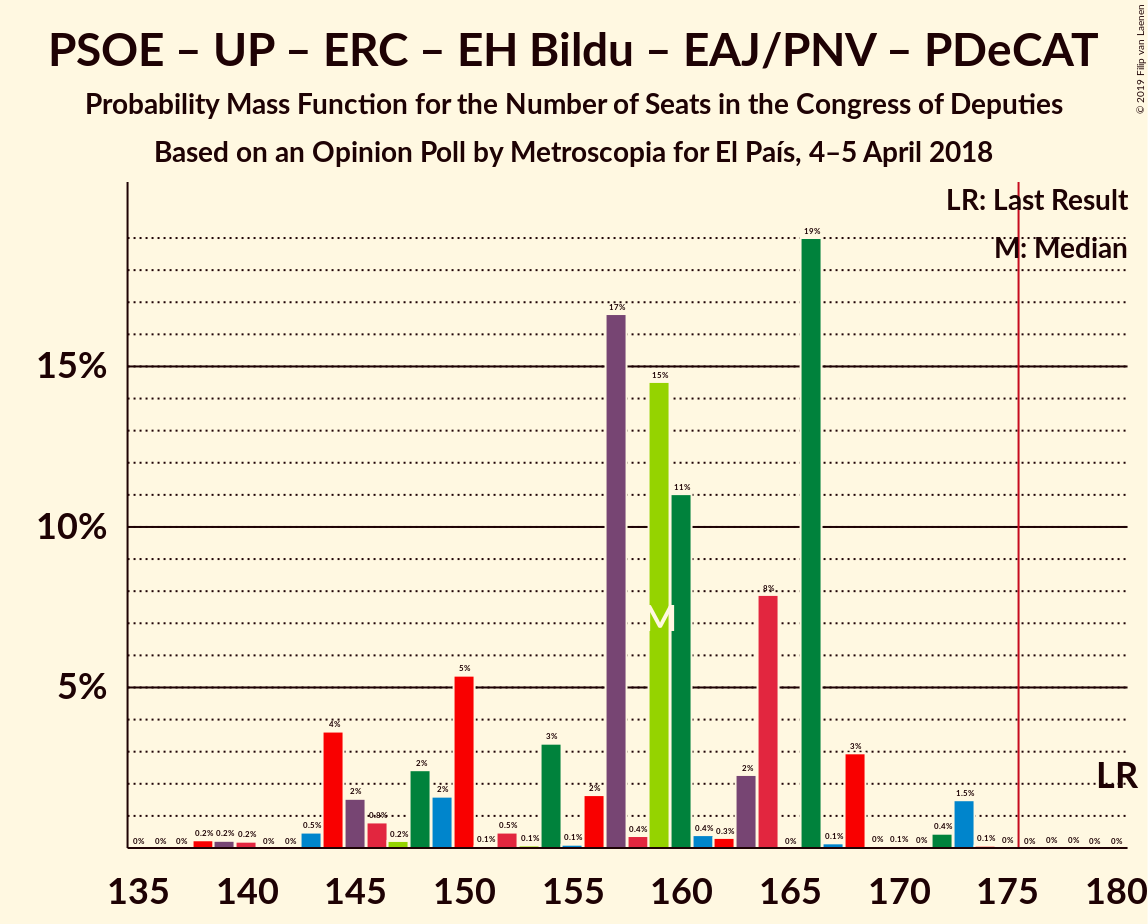 PSOE – UP – ERC – EH Bildu – EAJ/PNV – PDeCAT
Probability Mass Function for the Number of Seats in the Congress of Deputies
Based on an Opinion Poll by Metroscopia for El País, 4–5 April 2018
© 2019 Filip van Laenen
LR: Last Result
M: Median
15%
10%
5%
0% 0% 0% 0.2% 0.2% 0.2% 0% 0% 0.5% 4% 2% 0.8% 0.2% 2% 2% 5% 0.1% 0.5% 0.1% 3% 0.1% 2% 17% 0.4% 15% 11% 0.4% 0.3% 2% 8% 0% 19% 0.1% 3% 0% 0.1% 0% 0.4% 1.5% 0.1% 0% 0% 0% 0% 0% 0%
M
LR
135 140 145 150 155 160 165 170 175 180